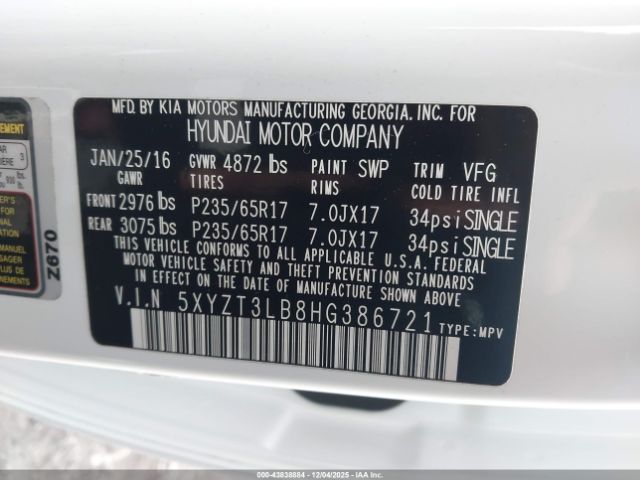 MFD. BY KIA MOTORS MANUFACTURING GEORGIA, INC. FOR
HYUNDAI MOTOR COMPANY
JAN/25/16 GVWR 4872 lbs PAINT SWP TRIM VFG
GAWR TIRES RIMS COLD TIRE INFL
FRONT 2976 lbs P235/65R17 7.0JX17 34psi SINGLE
REAR 3075 lbs P235/65R17 7.0JX17 34psi SINGLE
THIS VEHICLE CONFORMS TO ALL APPLICABLE U.S.A. FEDERAL
MOTOR VEHICLE SAFETY AND THEFT PREVENTION STANDARDS
IN EFFECT ON THE DATE OF MANUFACTURE SHOWN ABOVE.
V.I.N 5XYZT3LB8HG386721 TYPE:MPV
Z670
000-43838884 - 12/04/2025 - IAAI.COM